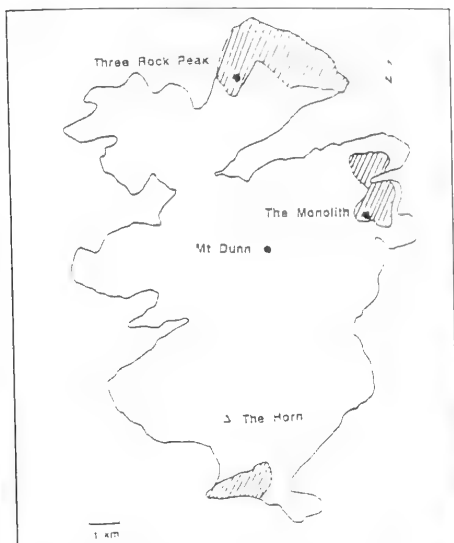 Three Rock Peak
The Monolith
Mt Dunn
The Horn
1 km